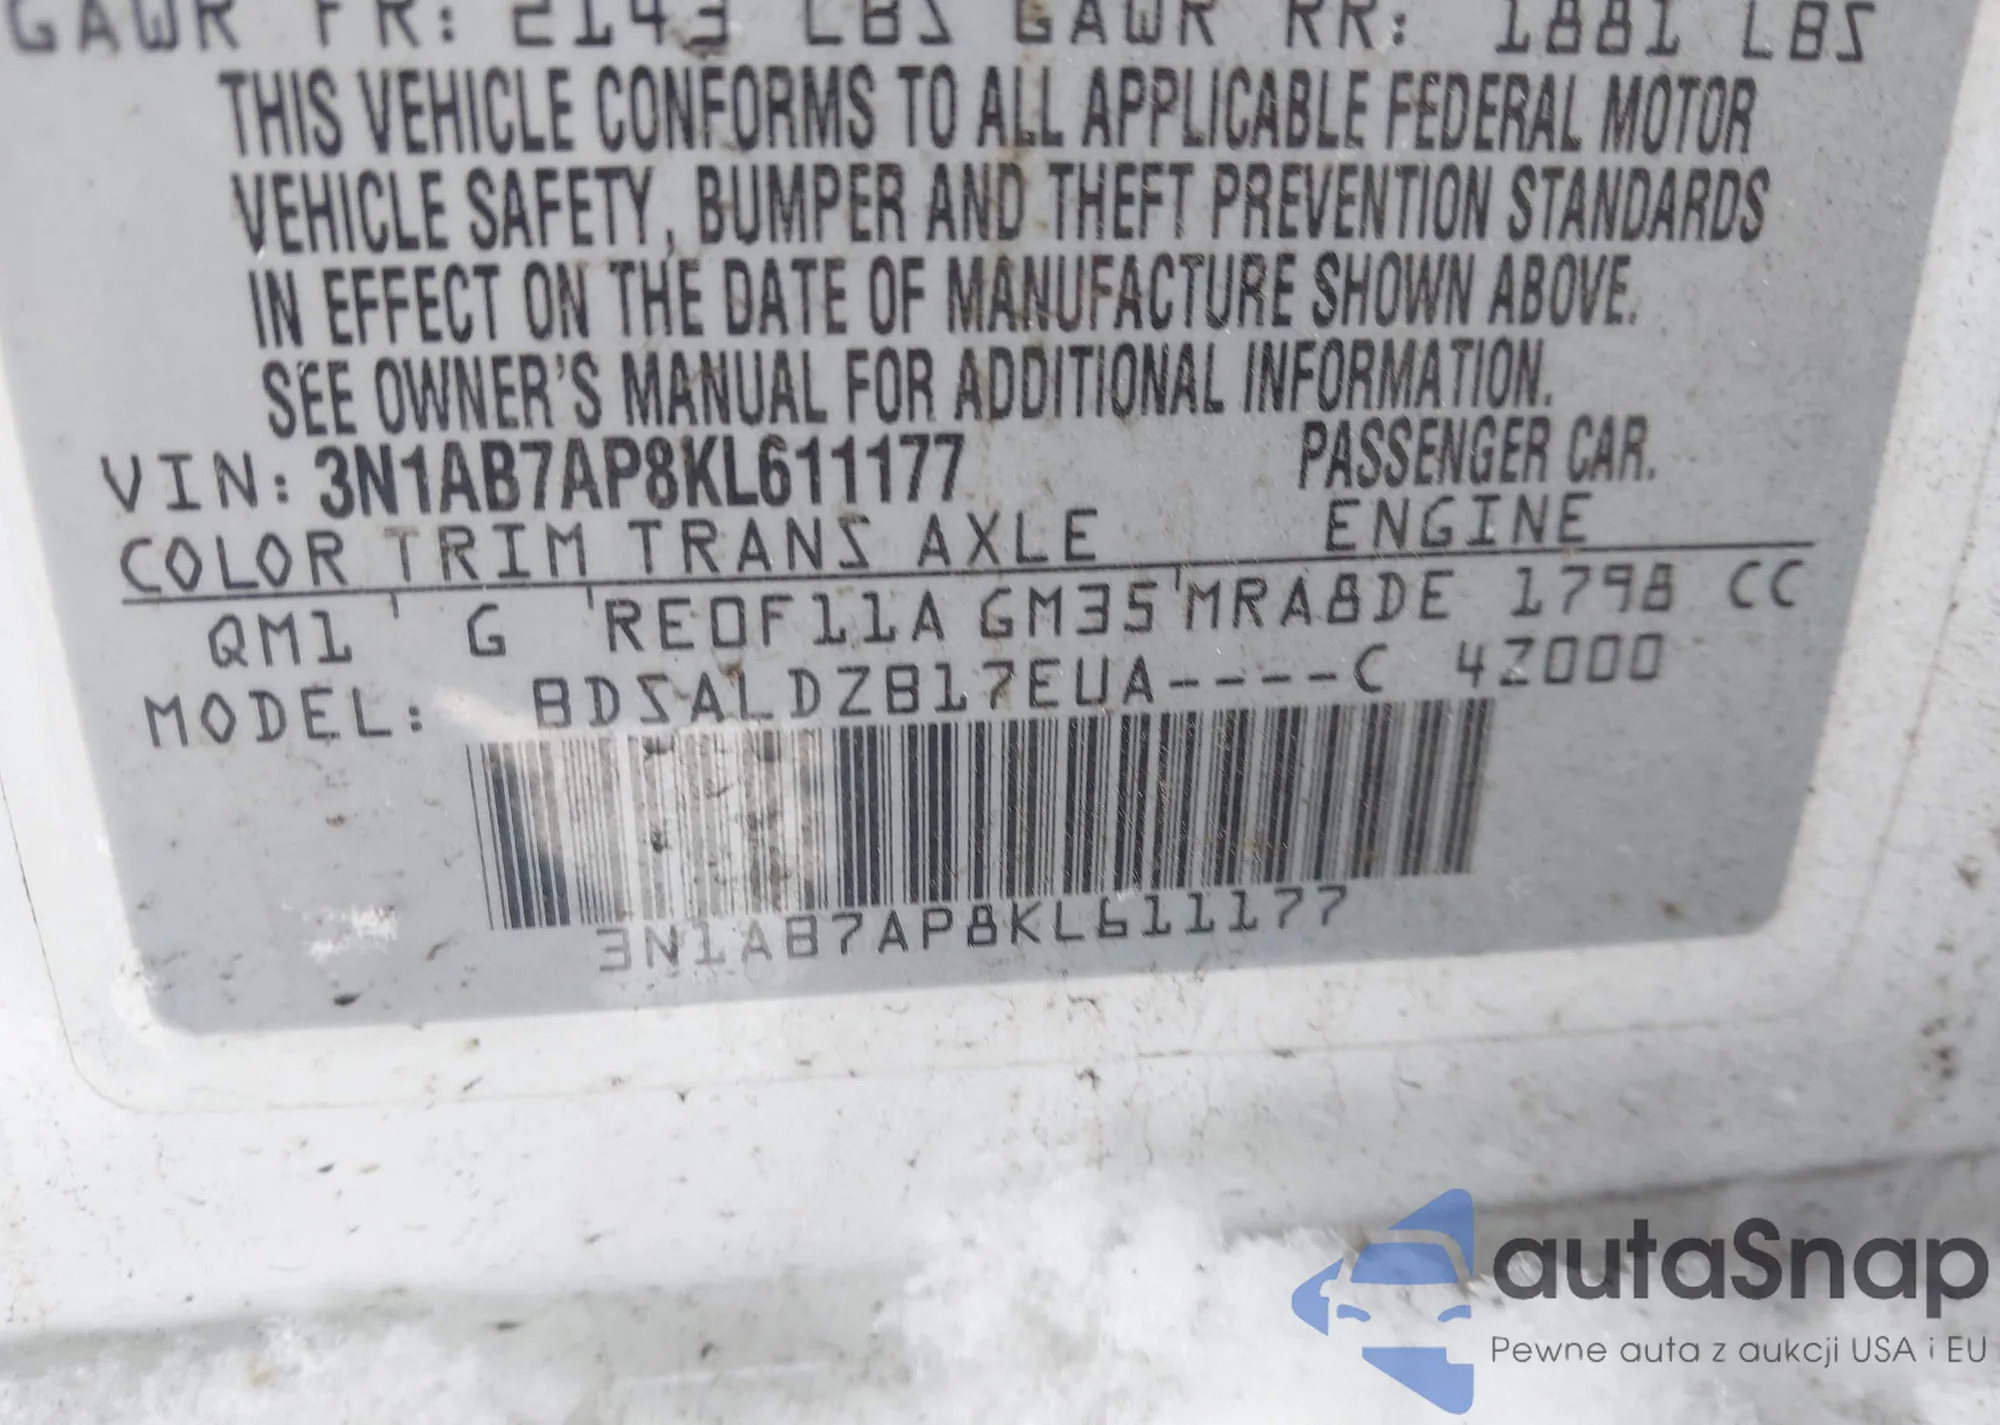 GAWR FR: 2143 LBS GAWR RR: 1881 LBS
THIS VEHICLE CONFORMS TO ALL APPLICABLE FEDERAL MOTOR
VEHICLE SAFETY, BUMPER AND THEFT PREVENTION STANDARDS
IN EFFECT ON THE DATE OF MANUFACTURE SHOWN ABOVE.
SEE OWNER'S MANUAL FOR ADDITIONAL INFORMATION.
VIN: 3N1AB7AP8KL611177 PASSENGER CAR.
COLOR TRIM TRANS AXLE ENGINE
QM1 G RE0F11A GM35 MRA8DE 1798 CC
MODEL: BDSALDZB17EUA----C 4Z000
3N1AB7AP8KL611177
autaSnap
Pewne auta z aukcji USA i EU